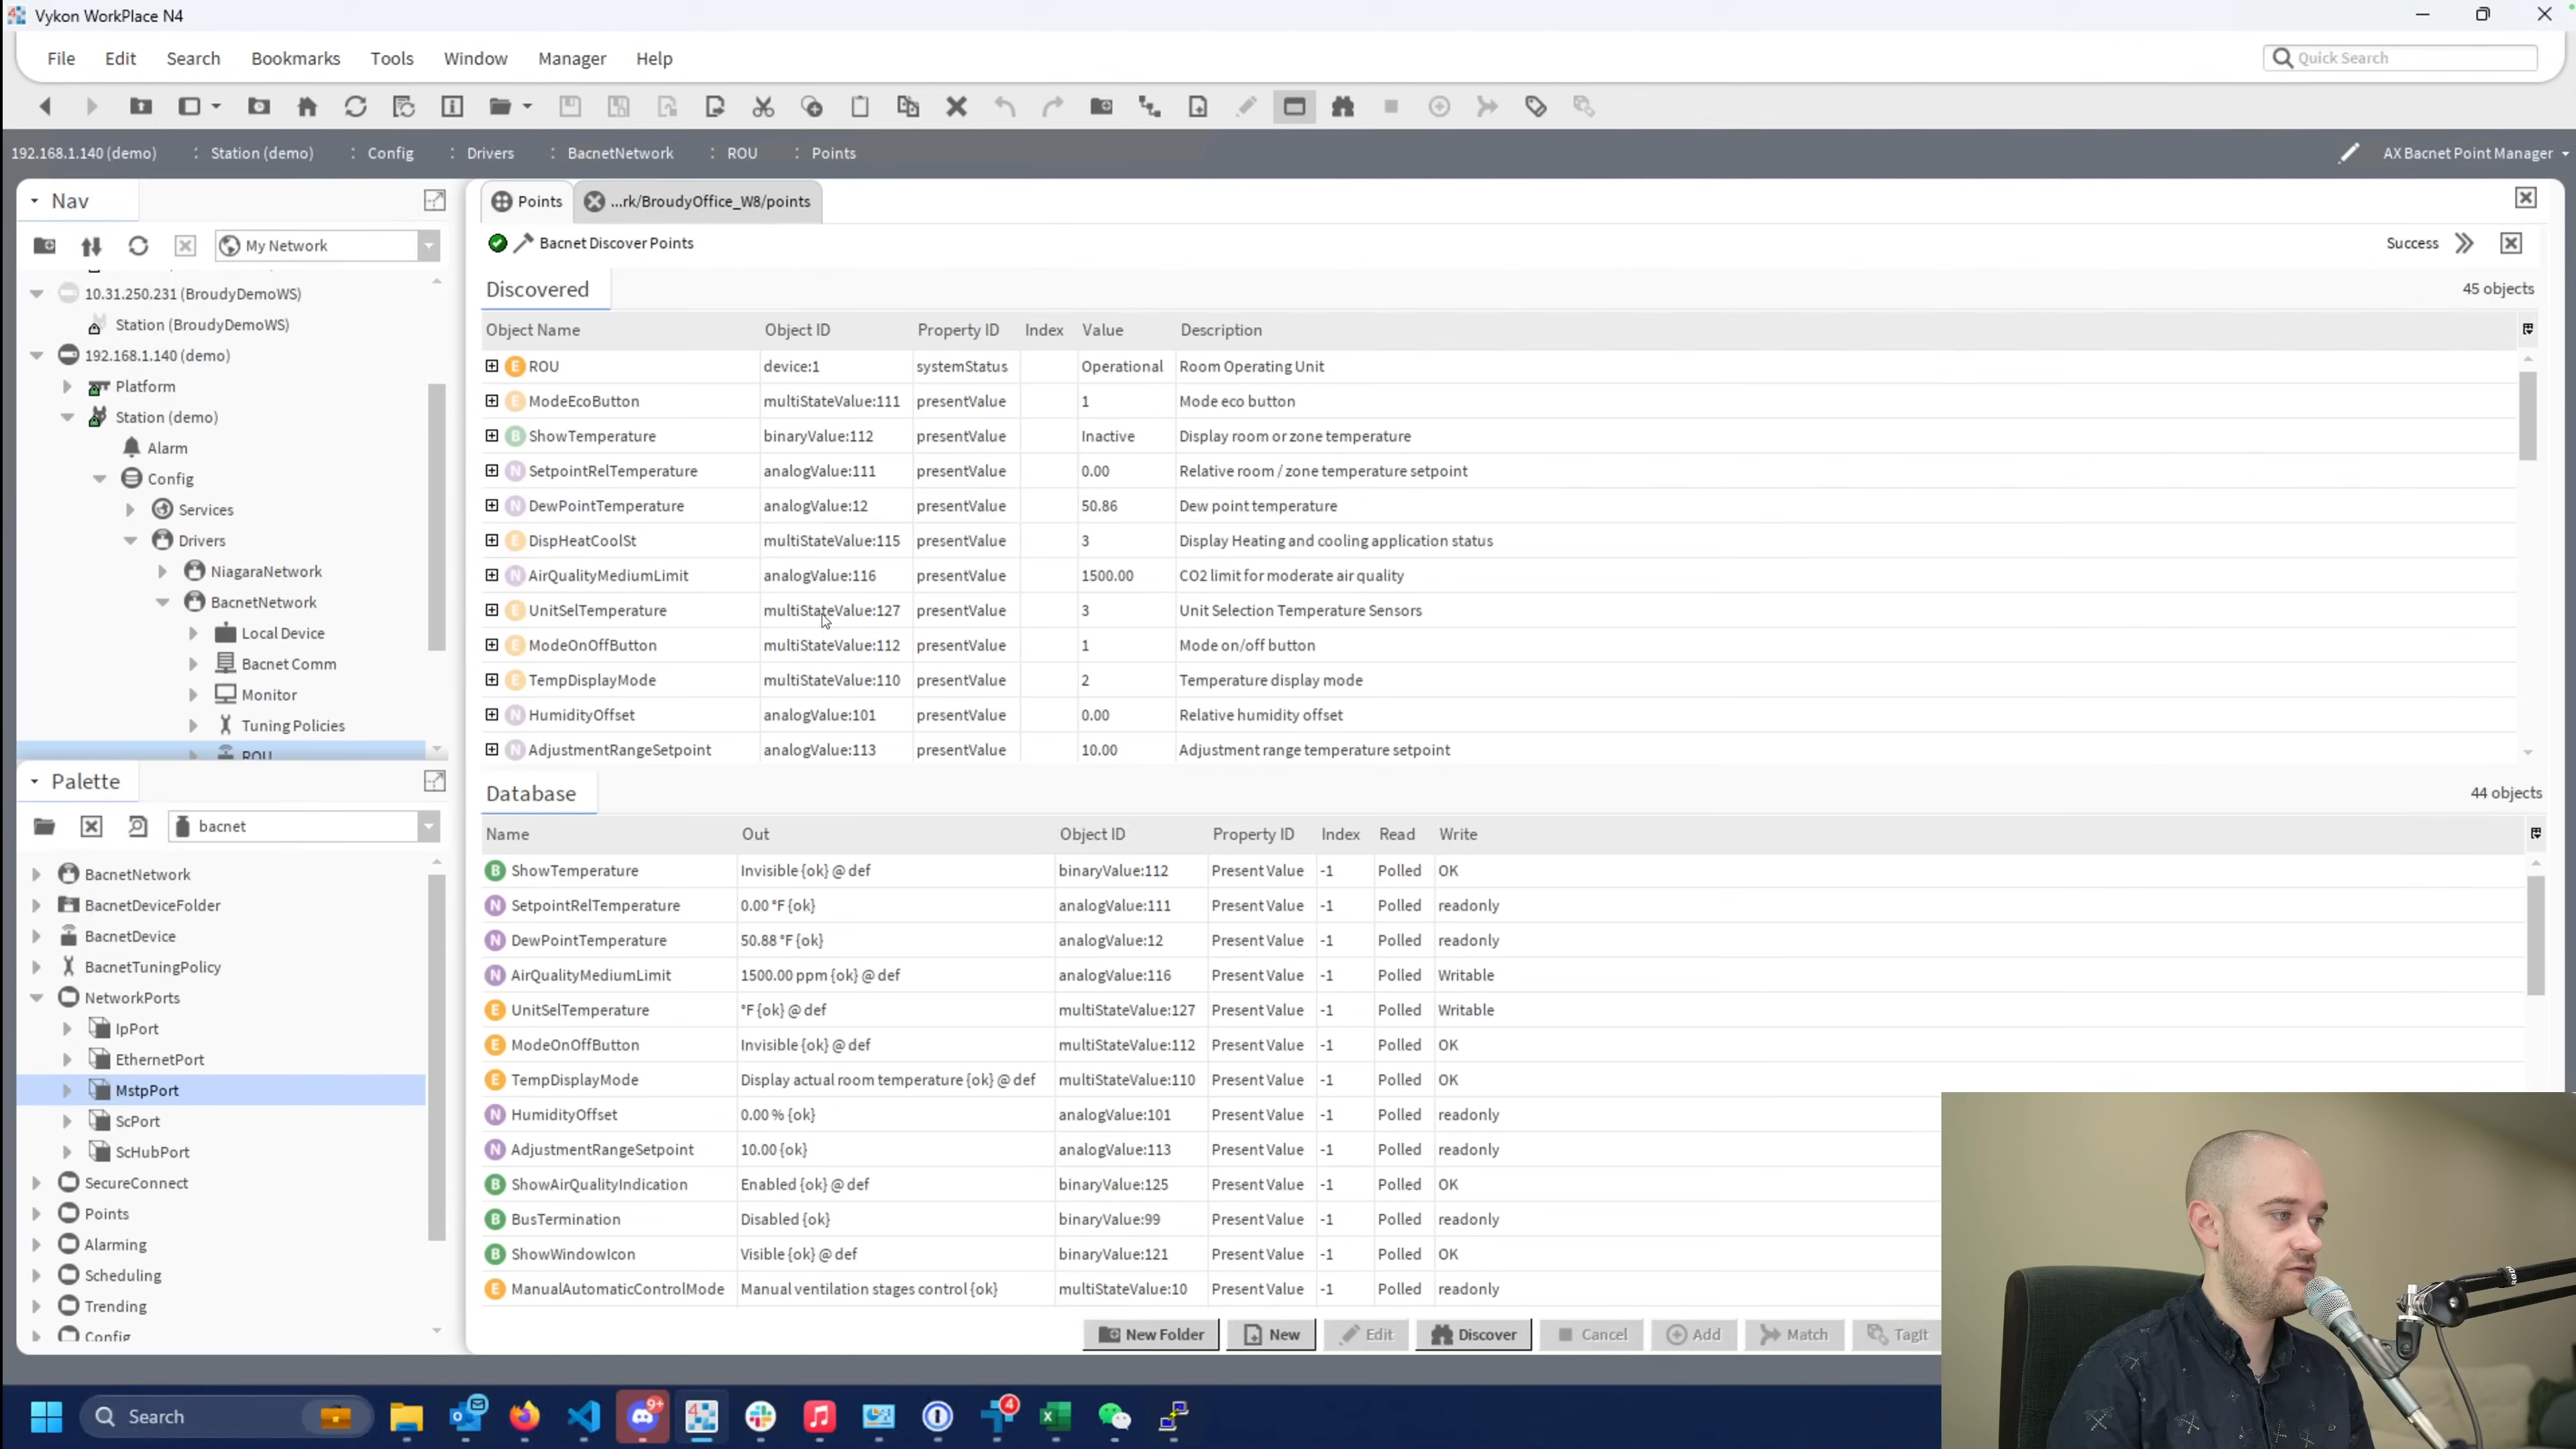 Vykon WorkPlace N4
File Edit Search Bookmarks Tools Window Manager Help Quick Search
192.168.1.140 (demo) : Station (demo) : Config : Drivers : BacnetNetwork : ROU : Points AX Bacnet Point Manager
Nav
My Network
10.31.250.231 (BroudyDemoWS)
Station (BroudyDemoWS)
192.168.1.140 (demo)
Platform
Station (demo)
Alarm
Config
Services
Drivers
NiagaraNetwork
BacnetNetwork
Local Device
Bacnet Comm
Monitor
Tuning Policies
ROU
Palette
bacnet
BacnetNetwork
BacnetDeviceFolder
BacnetDevice
BacnetTuningPolicy
NetworkPorts
IpPort
EthernetPort
MstpPort
ScPort
ScHubPort
SecureConnect
Points
Alarming
Scheduling
Trending
Config
Points ...rk/BroudyOffice_W8/points
Bacnet Discover Points Success
Discovered 45 objects
Object Name Object ID Property ID Index Value Description
E ROU device:1 systemStatus Operational Room Operating Unit
E ModeEcoButton multiStateValue:111 presentValue 1 Mode eco button
B ShowTemperature binaryValue:112 presentValue Inactive Display room or zone temperature
N SetpointRelTemperature analogValue:111 presentValue 0.00 Relative room / zone temperature setpoint
N DewPointTemperature analogValue:12 presentValue 50.86 Dew point temperature
E DispHeatCoolSt multiStateValue:115 presentValue 3 Display Heating and cooling application status
N AirQualityMediumLimit analogValue:116 presentValue 1500.00 CO2 limit for moderate air quality
E UnitSelTemperature multiStateValue:127 presentValue 3 Unit Selection Temperature Sensors
E ModeOnOffButton multiStateValue:112 presentValue 1 Mode on/off button
E TempDisplayMode multiStateValue:110 presentValue 2 Temperature display mode
N HumidityOffset analogValue:101 presentValue 0.00 Relative humidity offset
N AdjustmentRangeSetpoint analogValue:113 presentValue 10.00 Adjustment range temperature setpoint
Database 44 objects
Name Out Object ID Property ID Index Read Write
B ShowTemperature Invisible {ok} @ def binaryValue:112 Present Value -1 Polled OK
N SetpointRelTemperature 0.00 °F {ok} analogValue:111 Present Value -1 Polled readonly
N DewPointTemperature 50.88 °F {ok} analogValue:12 Present Value -1 Polled readonly
N AirQualityMediumLimit 1500.00 ppm {ok} @ def analogValue:116 Present Value -1 Polled Writable
E UnitSelTemperature °F {ok} @ def multiStateValue:127 Present Value -1 Polled Writable
E ModeOnOffButton Invisible {ok} @ def multiStateValue:112 Present Value -1 Polled OK
E TempDisplayMode Display actual room temperature {ok} @ def multiStateValue:110 Present Value -1 Polled OK
N HumidityOffset 0.00 % {ok} analogValue:101 Present Value -1 Polled readonly
N AdjustmentRangeSetpoint 10.00 {ok} analogValue:113 Present Value -1 Polled readonly
B ShowAirQualityIndication Enabled {ok} @ def binaryValue:125 Present Value -1 Polled OK
B BusTermination Disabled {ok} binaryValue:99 Present Value -1 Polled readonly
B ShowWindowIcon Visible {ok} @ def binaryValue:121 Present Value -1 Polled OK
E ManualAutomaticControlMode Manual ventilation stages control {ok} multiStateValue:10 Present Value -1 Polled readonly
New Folder New Edit Discover Cancel Add Match TagIt
Search 9+ 4 4